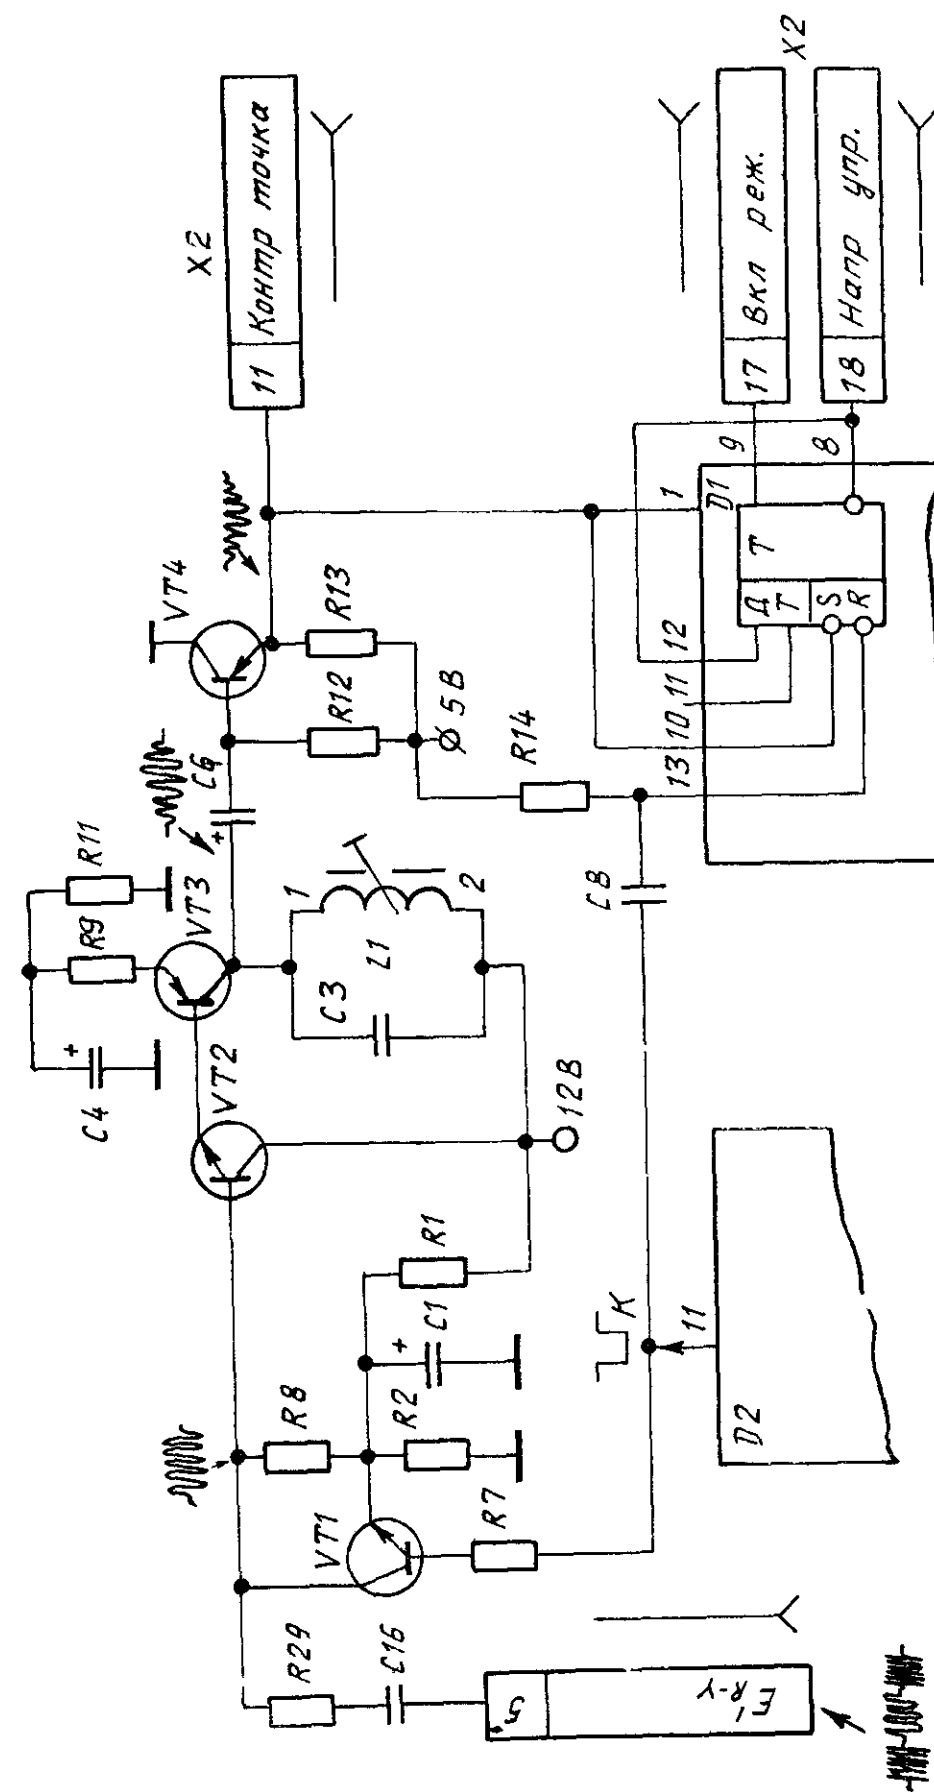 X2
11 Контр точка
X2
17 Вкл реж.
18 Напр упр.
VT4
R13
R12
5В
C6
+
R11
R9
VT3
C4
+
VT2
C3
L1
1
2
R14
C8
12В
1
9
8
D1
T
Д
T
S
R
12
11
10
13
R1
C1
+
R8
R2
VT1
R7
К
11
D2
R29
C16
5
E'R-Y